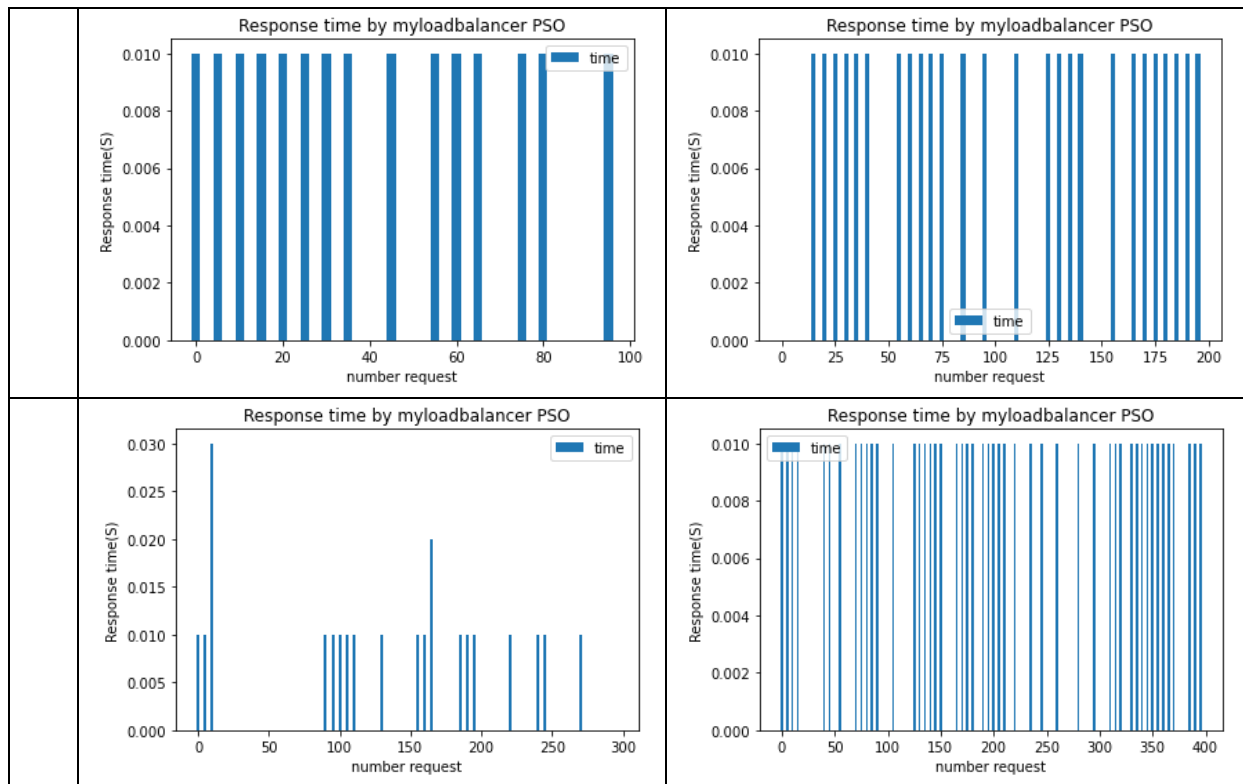 Response time by myloadbalancer PSO
time
Response time(S)
0.010
0.008
0.006
0.004
0.002
0.000
0 20 40 60 80 100
number request
Response time by myloadbalancer PSO
Response time(S)
0.010
0.008
0.006
0.004
0.002
0.000
time
0 25 50 75 100 125 150 175 200
number request
Response time by myloadbalancer PSO
time
Response time(S)
0.030
0.025
0.020
0.015
0.010
0.005
0.000
0 50 100 150 200 250 300
number request
Response time by myloadbalancer PSO
time
Response time(S)
0.010
0.008
0.006
0.004
0.002
0.000
0 50 100 150 200 250 300 350 400
number request